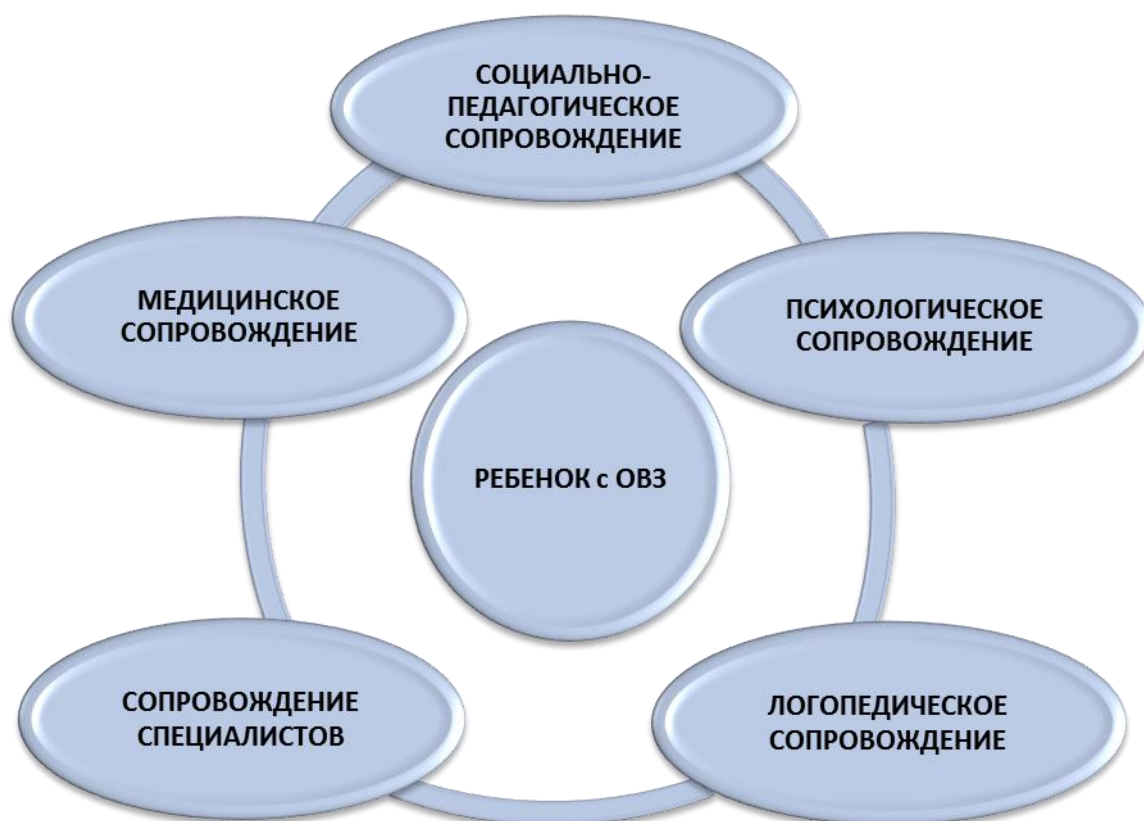 СОЦИАЛЬНО-
ПЕДАГОГИЧЕСКОЕ
СОПРОВОЖДЕНИЕ
МЕДИЦИНСКОЕ
СОПРОВОЖДЕНИЕ
ПСИХОЛОГИЧЕСКОЕ
СОПРОВОЖДЕНИЕ
РЕБЕНОК с ОВЗ
СОПРОВОЖДЕНИЕ
СПЕЦИАЛИСТОВ
ЛОГОПЕДИЧЕСКОЕ
СОПРОВОЖДЕНИЕ